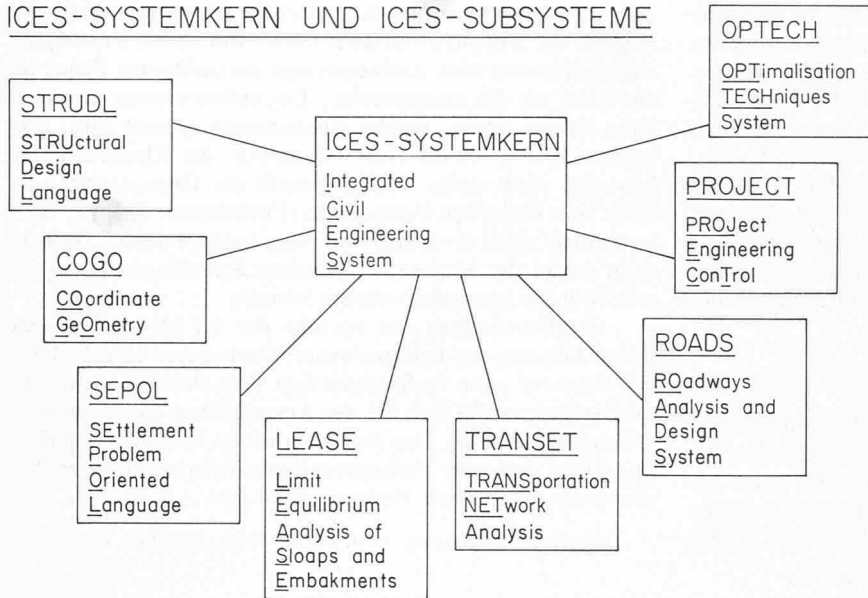 ICES-SYSTEMKERN UND ICES-SUBSYSTEME
OPTECH
OPTimalisation
TECHniques
System
STRUDL
STRUctural
Design
Language
ICES-SYSTEMKERN
Integrated
Civil
Engineering
System
PROJECT
PROJect
Engineering
ConTrol
COGO
COordinate
GeOmetry
ROADS
ROadways
Analysis and
Design
System
SEPOL
SEttlement
Problem
Oriented
Language
LEASE
Limit
Equilibrium
Analysis of
Sloaps and
Embakments
TRANSET
TRANSportation
NETwork
Analysis